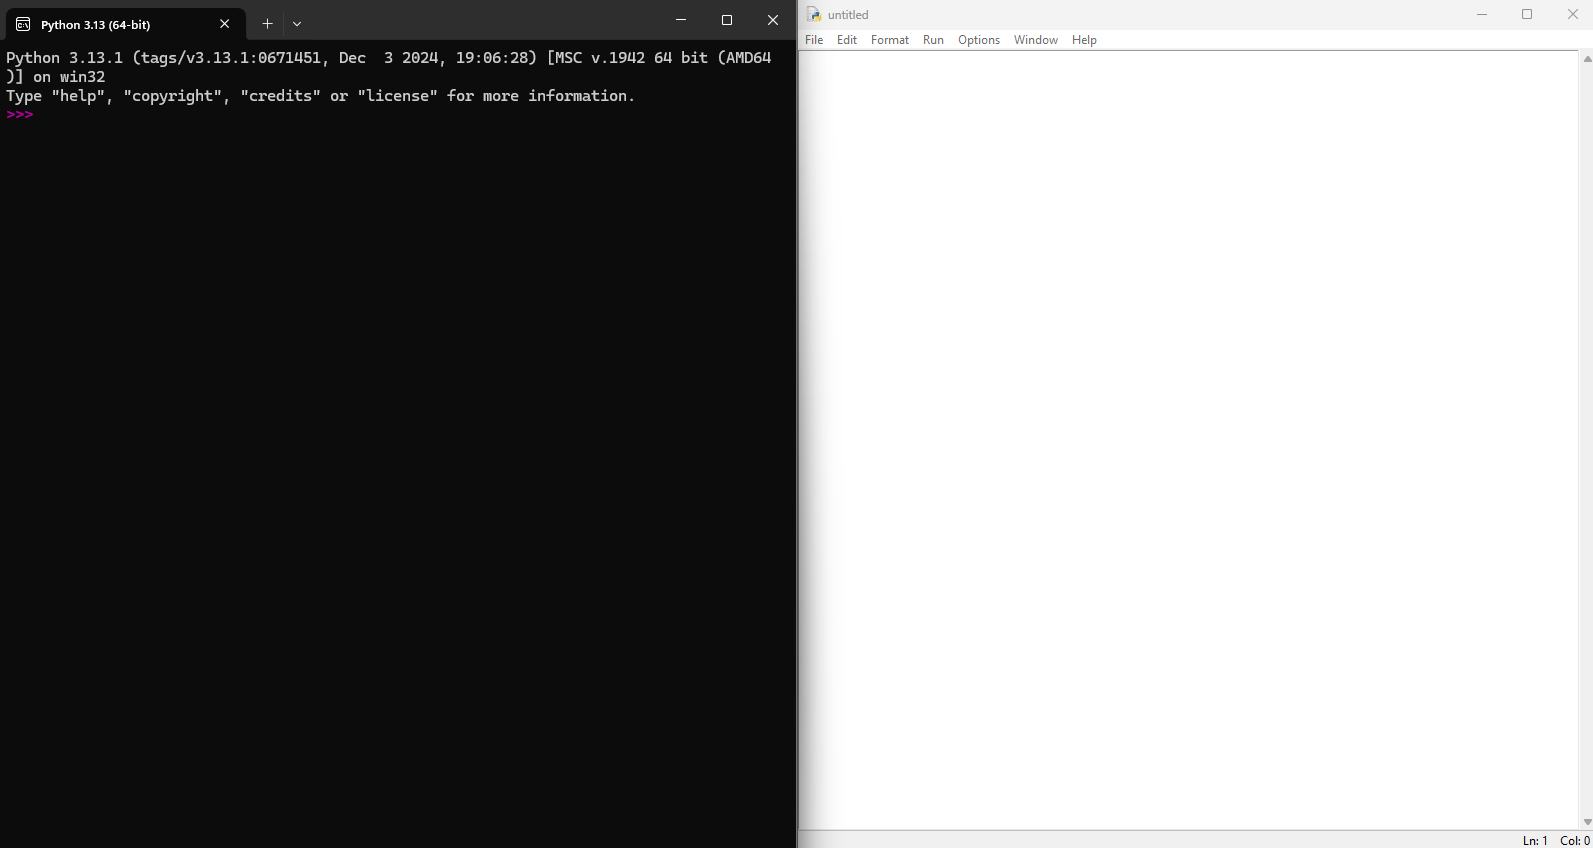 Python 3.13 (64-bit)
Python 3.13.1 (tags/v3.13.1:0671451, Dec  3 2024, 19:06:28) [MSC v.1942 64 bit (AMD64
)] on win32
Type "help", "copyright", "credits" or "license" for more information.
>>>
untitled
File Edit Format Run Options Window Help
Ln: 1 Col: 0